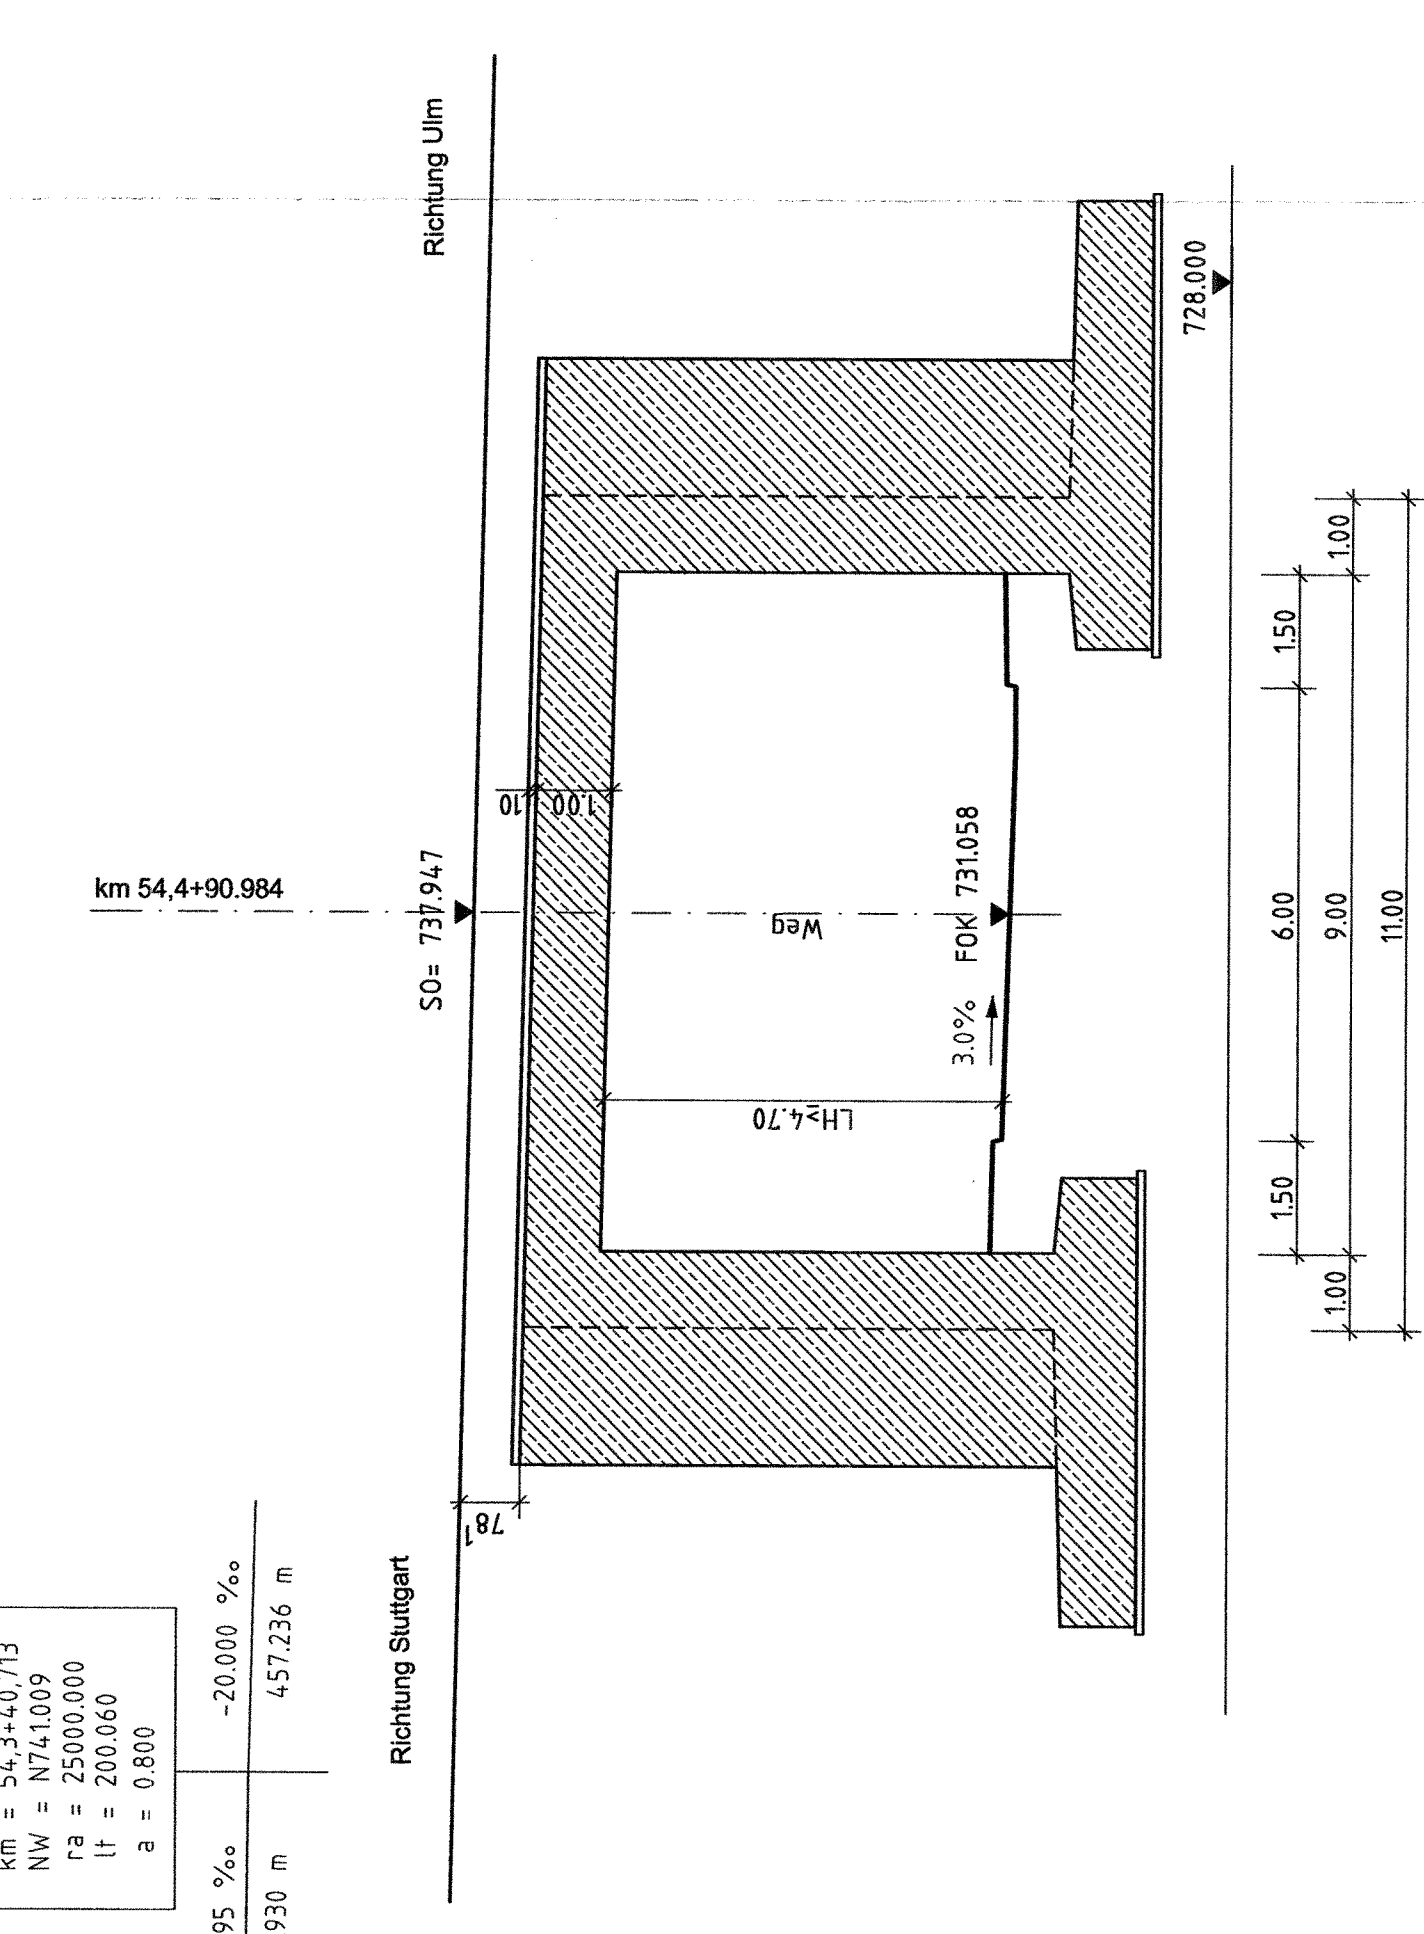 km = 54,3+40,713
NW = N741.009
ra = 25000.000
lt = 200.060
a = 0.800
95 ‰ -20.000 ‰
930 m 457.236 m
km 54,4+90.984
Richtung Stuttgart
SO= 737.947
Richtung Ulm
78¹
10
1.00
LH≥4.70
Weg
3.0% FOK 731.058
728.000
1.50 6.00 1.50
1.00 9.00 1.00
11.00